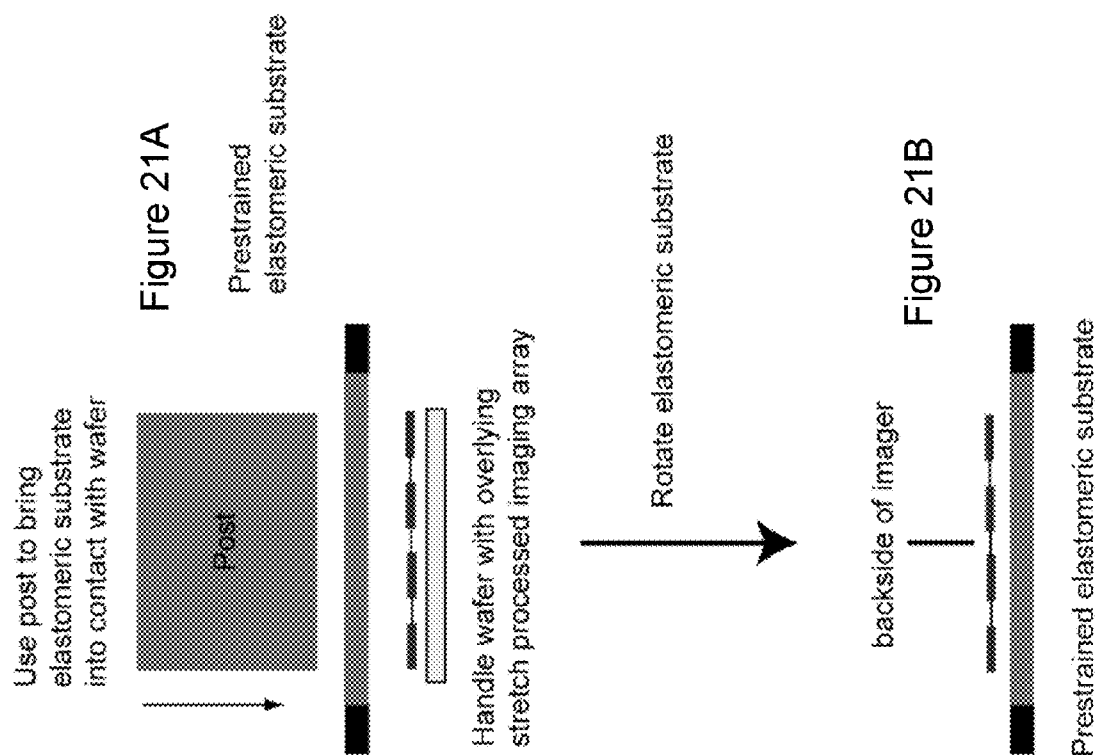 Use post to bring
elastomeric substrate
into contact with wafer
Figure 21A
Post
Prestrained
elastomeric substrate
Handle wafer with overlying
stretch processed imaging array
Rotate elastomeric substrate
Figure 21B
backside of imager
Prestrained elastomeric substrate